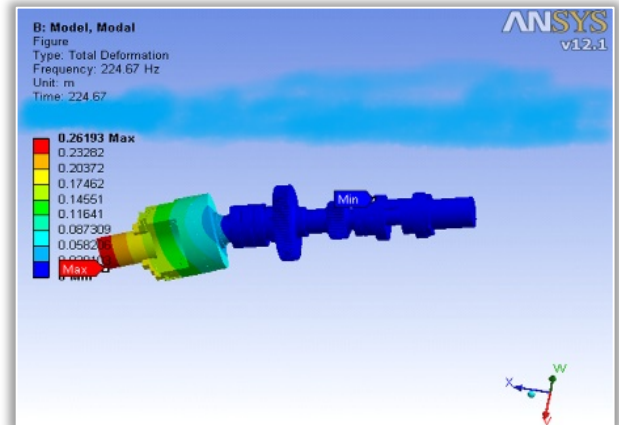 B: Model, Modal
Figure
Type: Total Deformation
Frequency: 224.67 Hz
Unit: m
Time: 224.67
ANSYS
v12.1
0.26193 Max
0.23282
0.20372
0.17462
0.14551
0.11641
0.087309
Max
Min
X
W